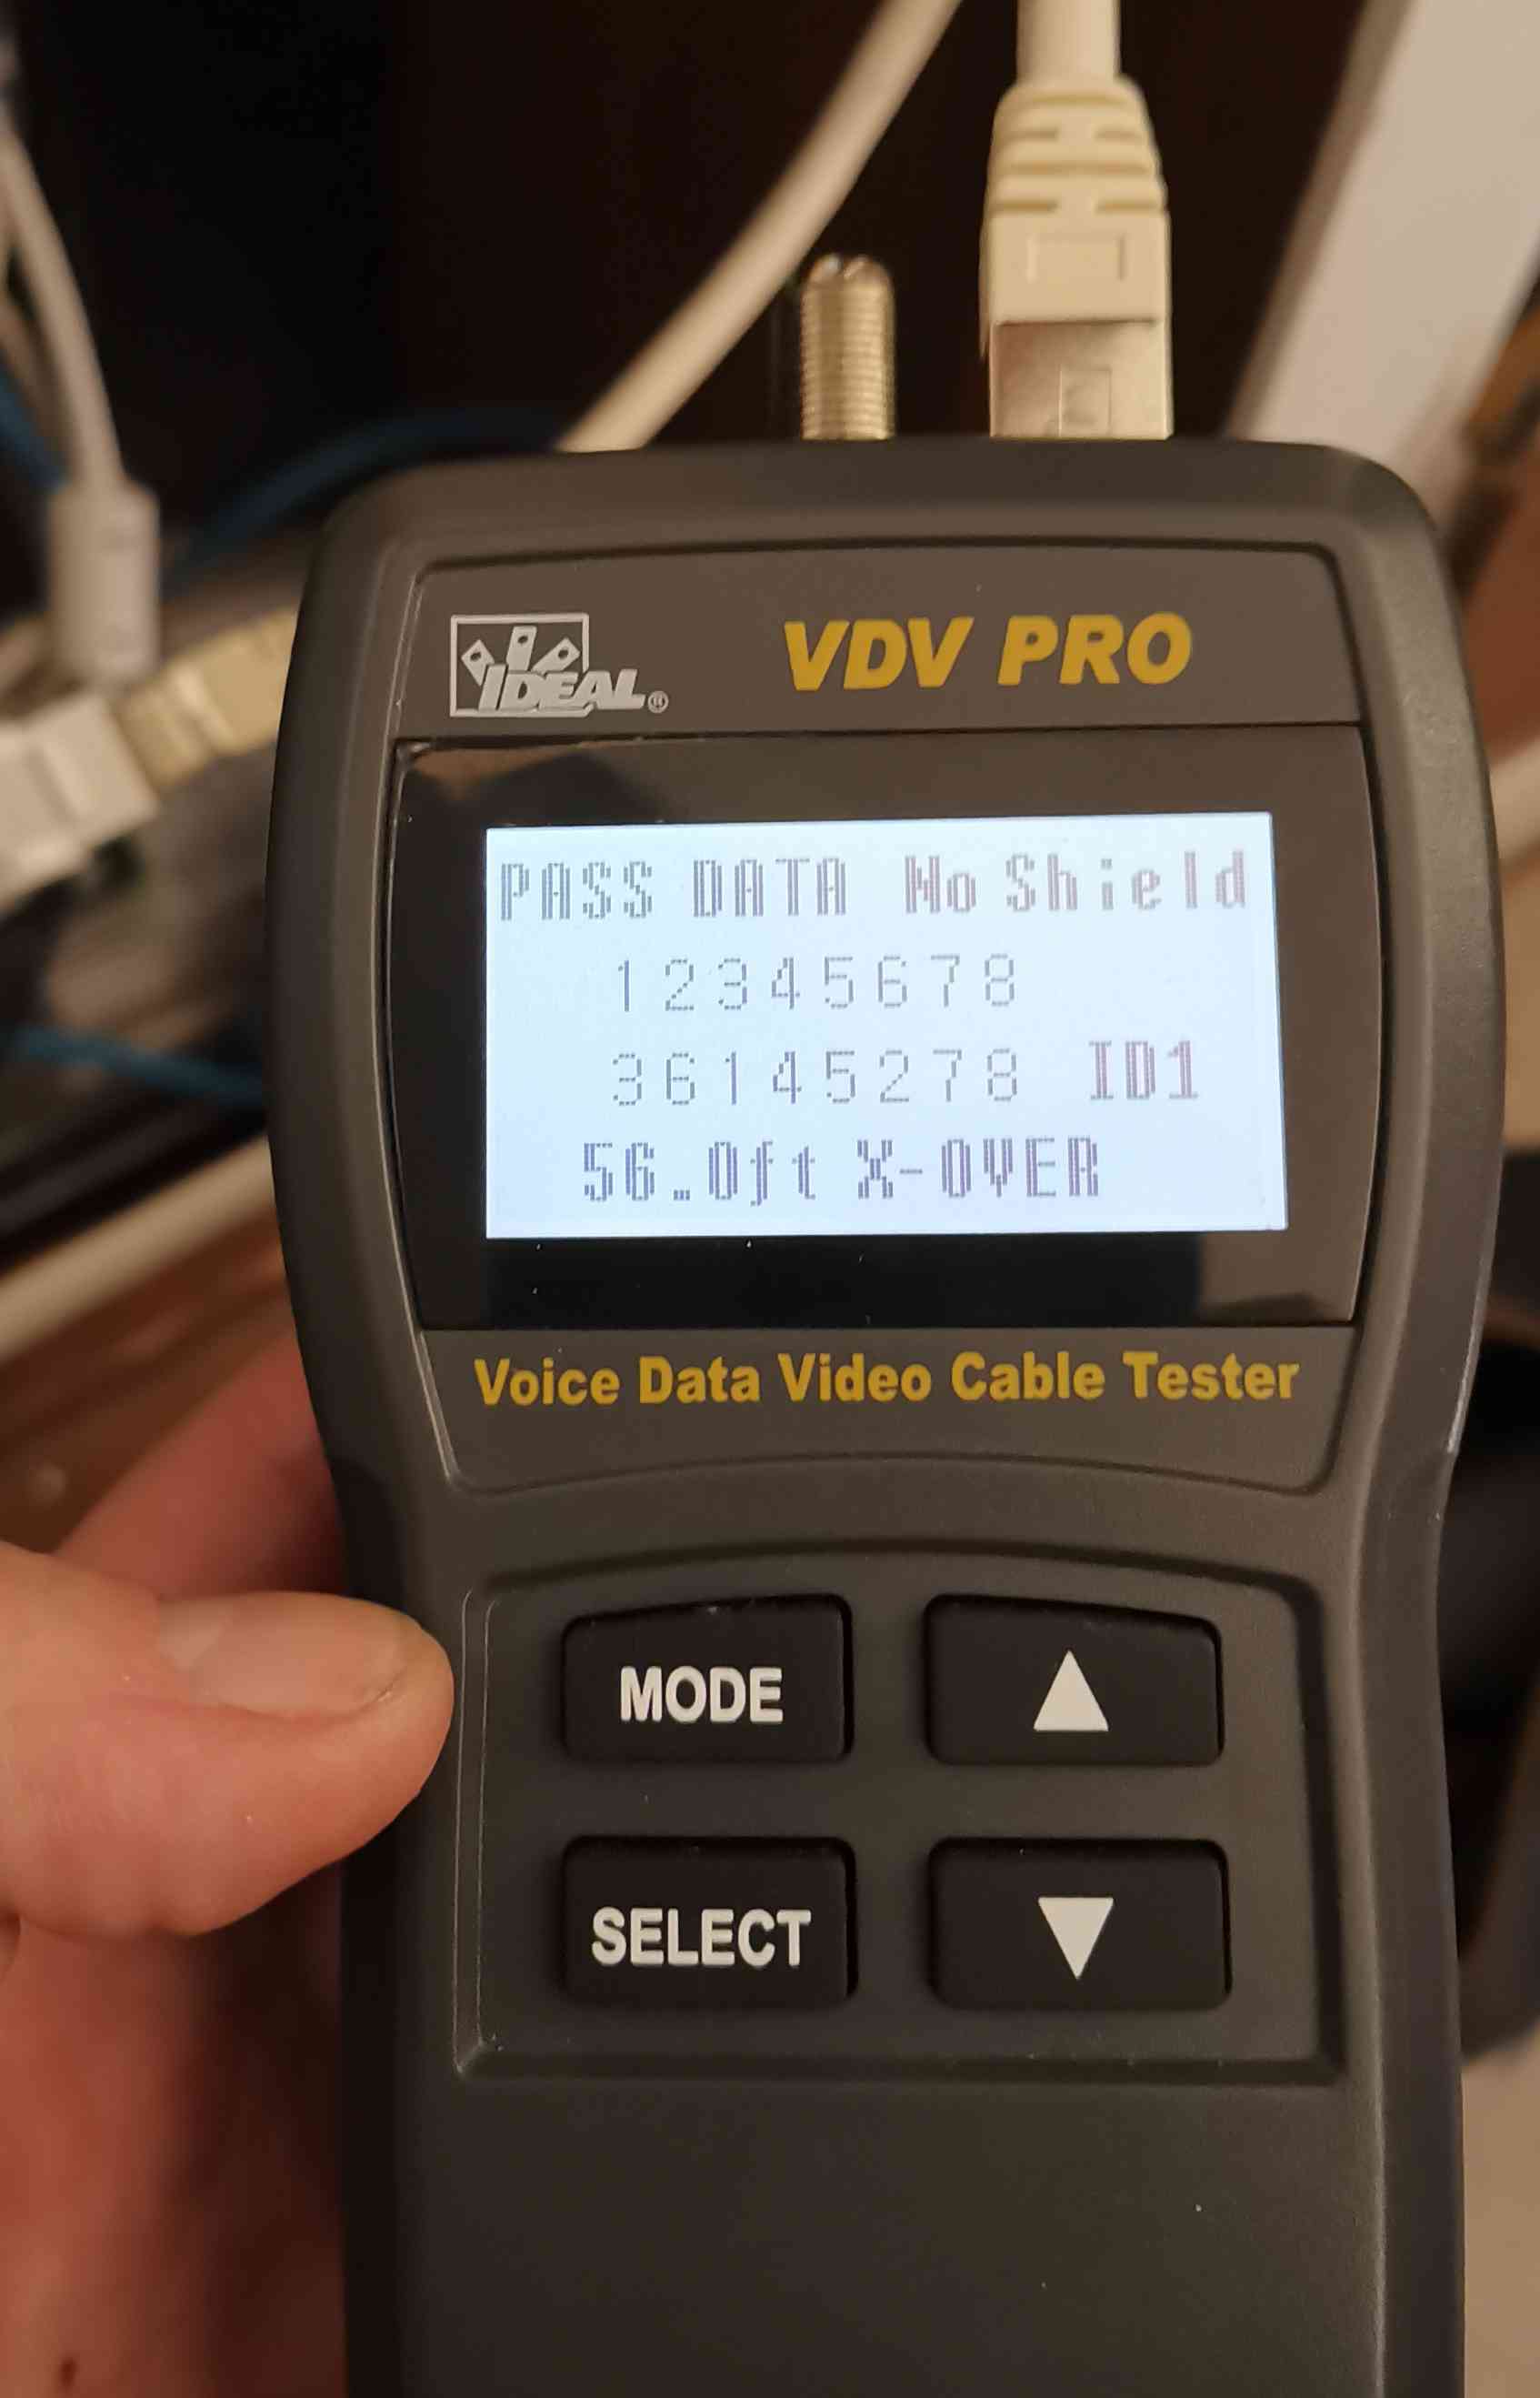 IDEAL®
VDV PRO
PASS DATA No Shield
12345678
36145278 ID1
56.0ft X-OVER
Voice Data Video Cable Tester
MODE
▲
SELECT
▼